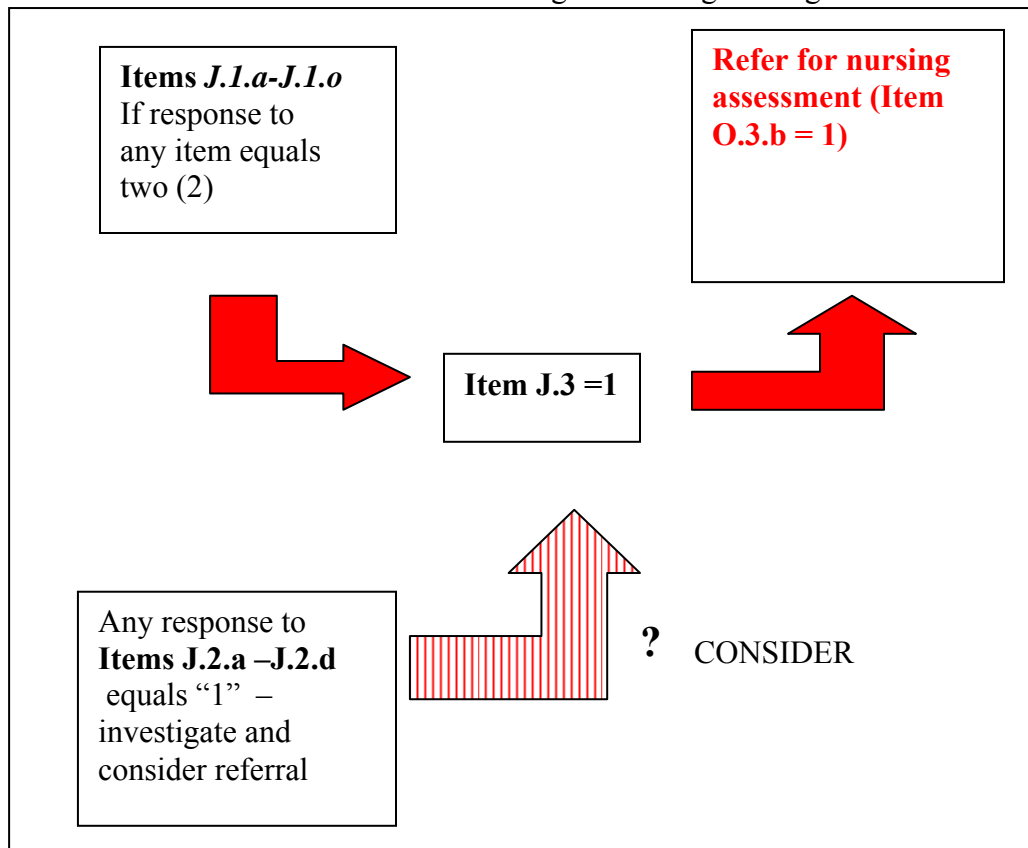 Items J.1.a-J.1.o
If response to
any item equals
two (2)
Refer for nursing
assessment (Item
O.3.b = 1)
Item J.3 =1
Any response to
Items J.2.a –J.2.d
equals “1” –
investigate and
consider referral
? CONSIDER